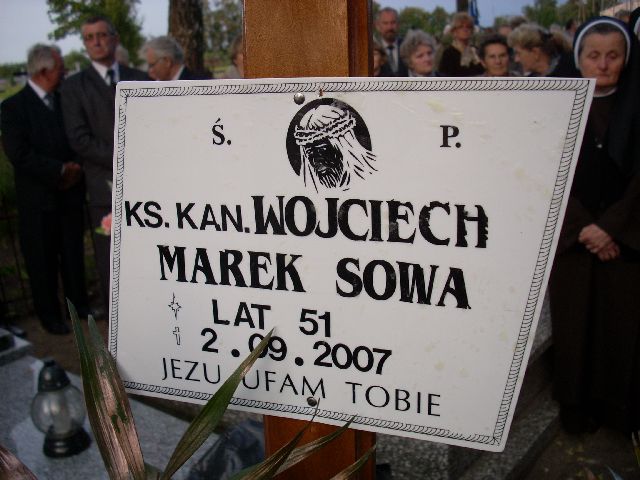 Ś. P.
KS. KAN. WOJCIECH
MAREK SOWA
LAT 51
2.09.2007
JEZU UFAM TOBIE